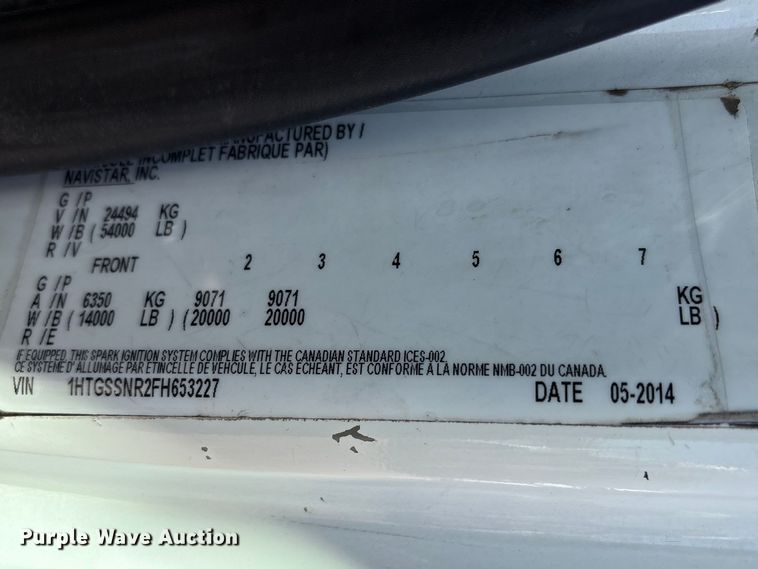 MANUFACTURED BY /
INCOMPLET FABRIQUE PAR)
NAVISTAR, INC.
G /P
V /N 24494 KG
W /B ( 54000 LB )
R /V
FRONT 2 3 4 5 6 7
G /P
A /N 6350 KG 9071 9071 KG
W /B ( 14000 LB ) ( 20000 20000 LB )
R /E
IF EQUIPPED, THIS SPARK IGNITION SYSTEM COMPLIES WITH THE CANADIAN STANDARD ICES-002
CE SYSTEME D' ALLUMAGE PAR ETINCELLE DE VEHICULE, LE CAS ECHEANT, EST CONFORME À LA NORME NMB-002 DU CANADA.
VIN 1HTGSSNR2FH653227 DATE 05-2014
Purple Wave Auction